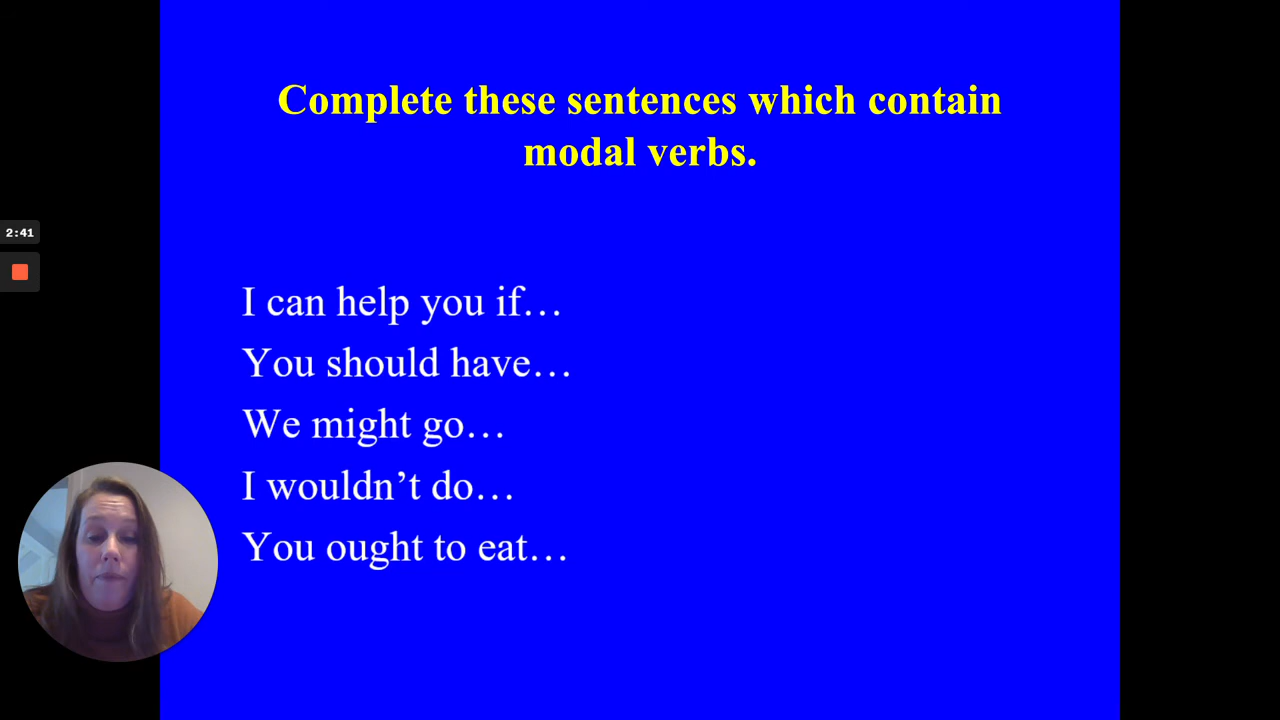 Complete these sentences which contain
modal verbs.
2:41
I can help you if…
You should have…
We might go…
I wouldn’t do…
You ought to eat…